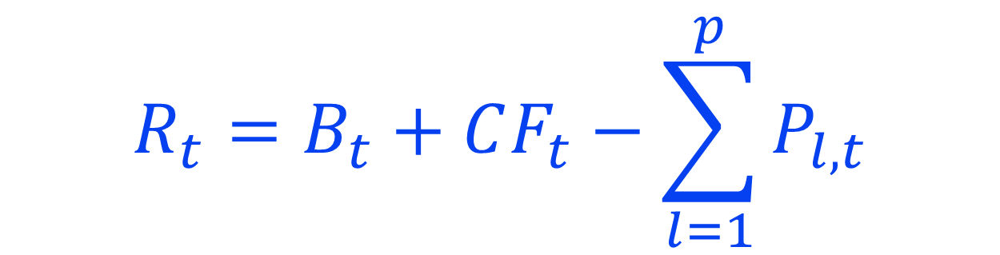 R_t = B_t + CF_t − \sum_{l=1}^{p} P_{l,t}